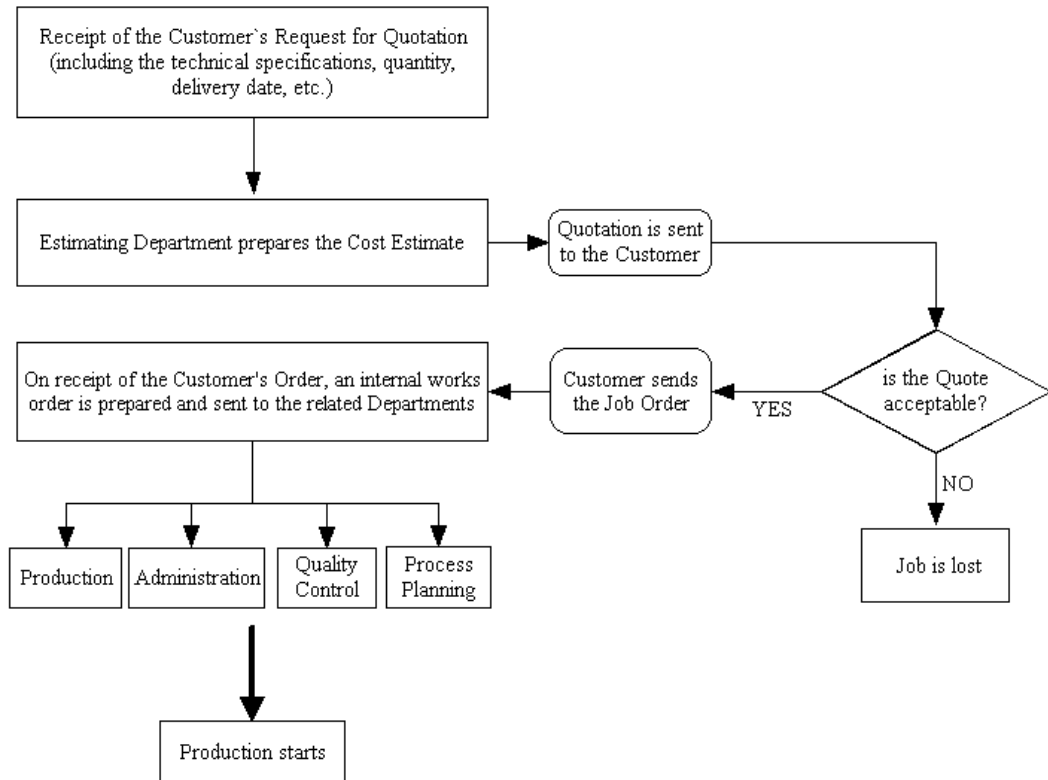 Receipt of the Customer`s Request for Quotation
(including the technical specifications, quantity,
delivery date, etc.)
Estimating Department prepares the Cost Estimate
Quotation is sent
to the Customer
is the Quote
acceptable?
YES
NO
Customer sends
the Job Order
On receipt of the Customer's Order, an internal works
order is prepared and sent to the related Departments
Job is lost
Production
Administration
Quality
Control
Process
Planning
Production starts